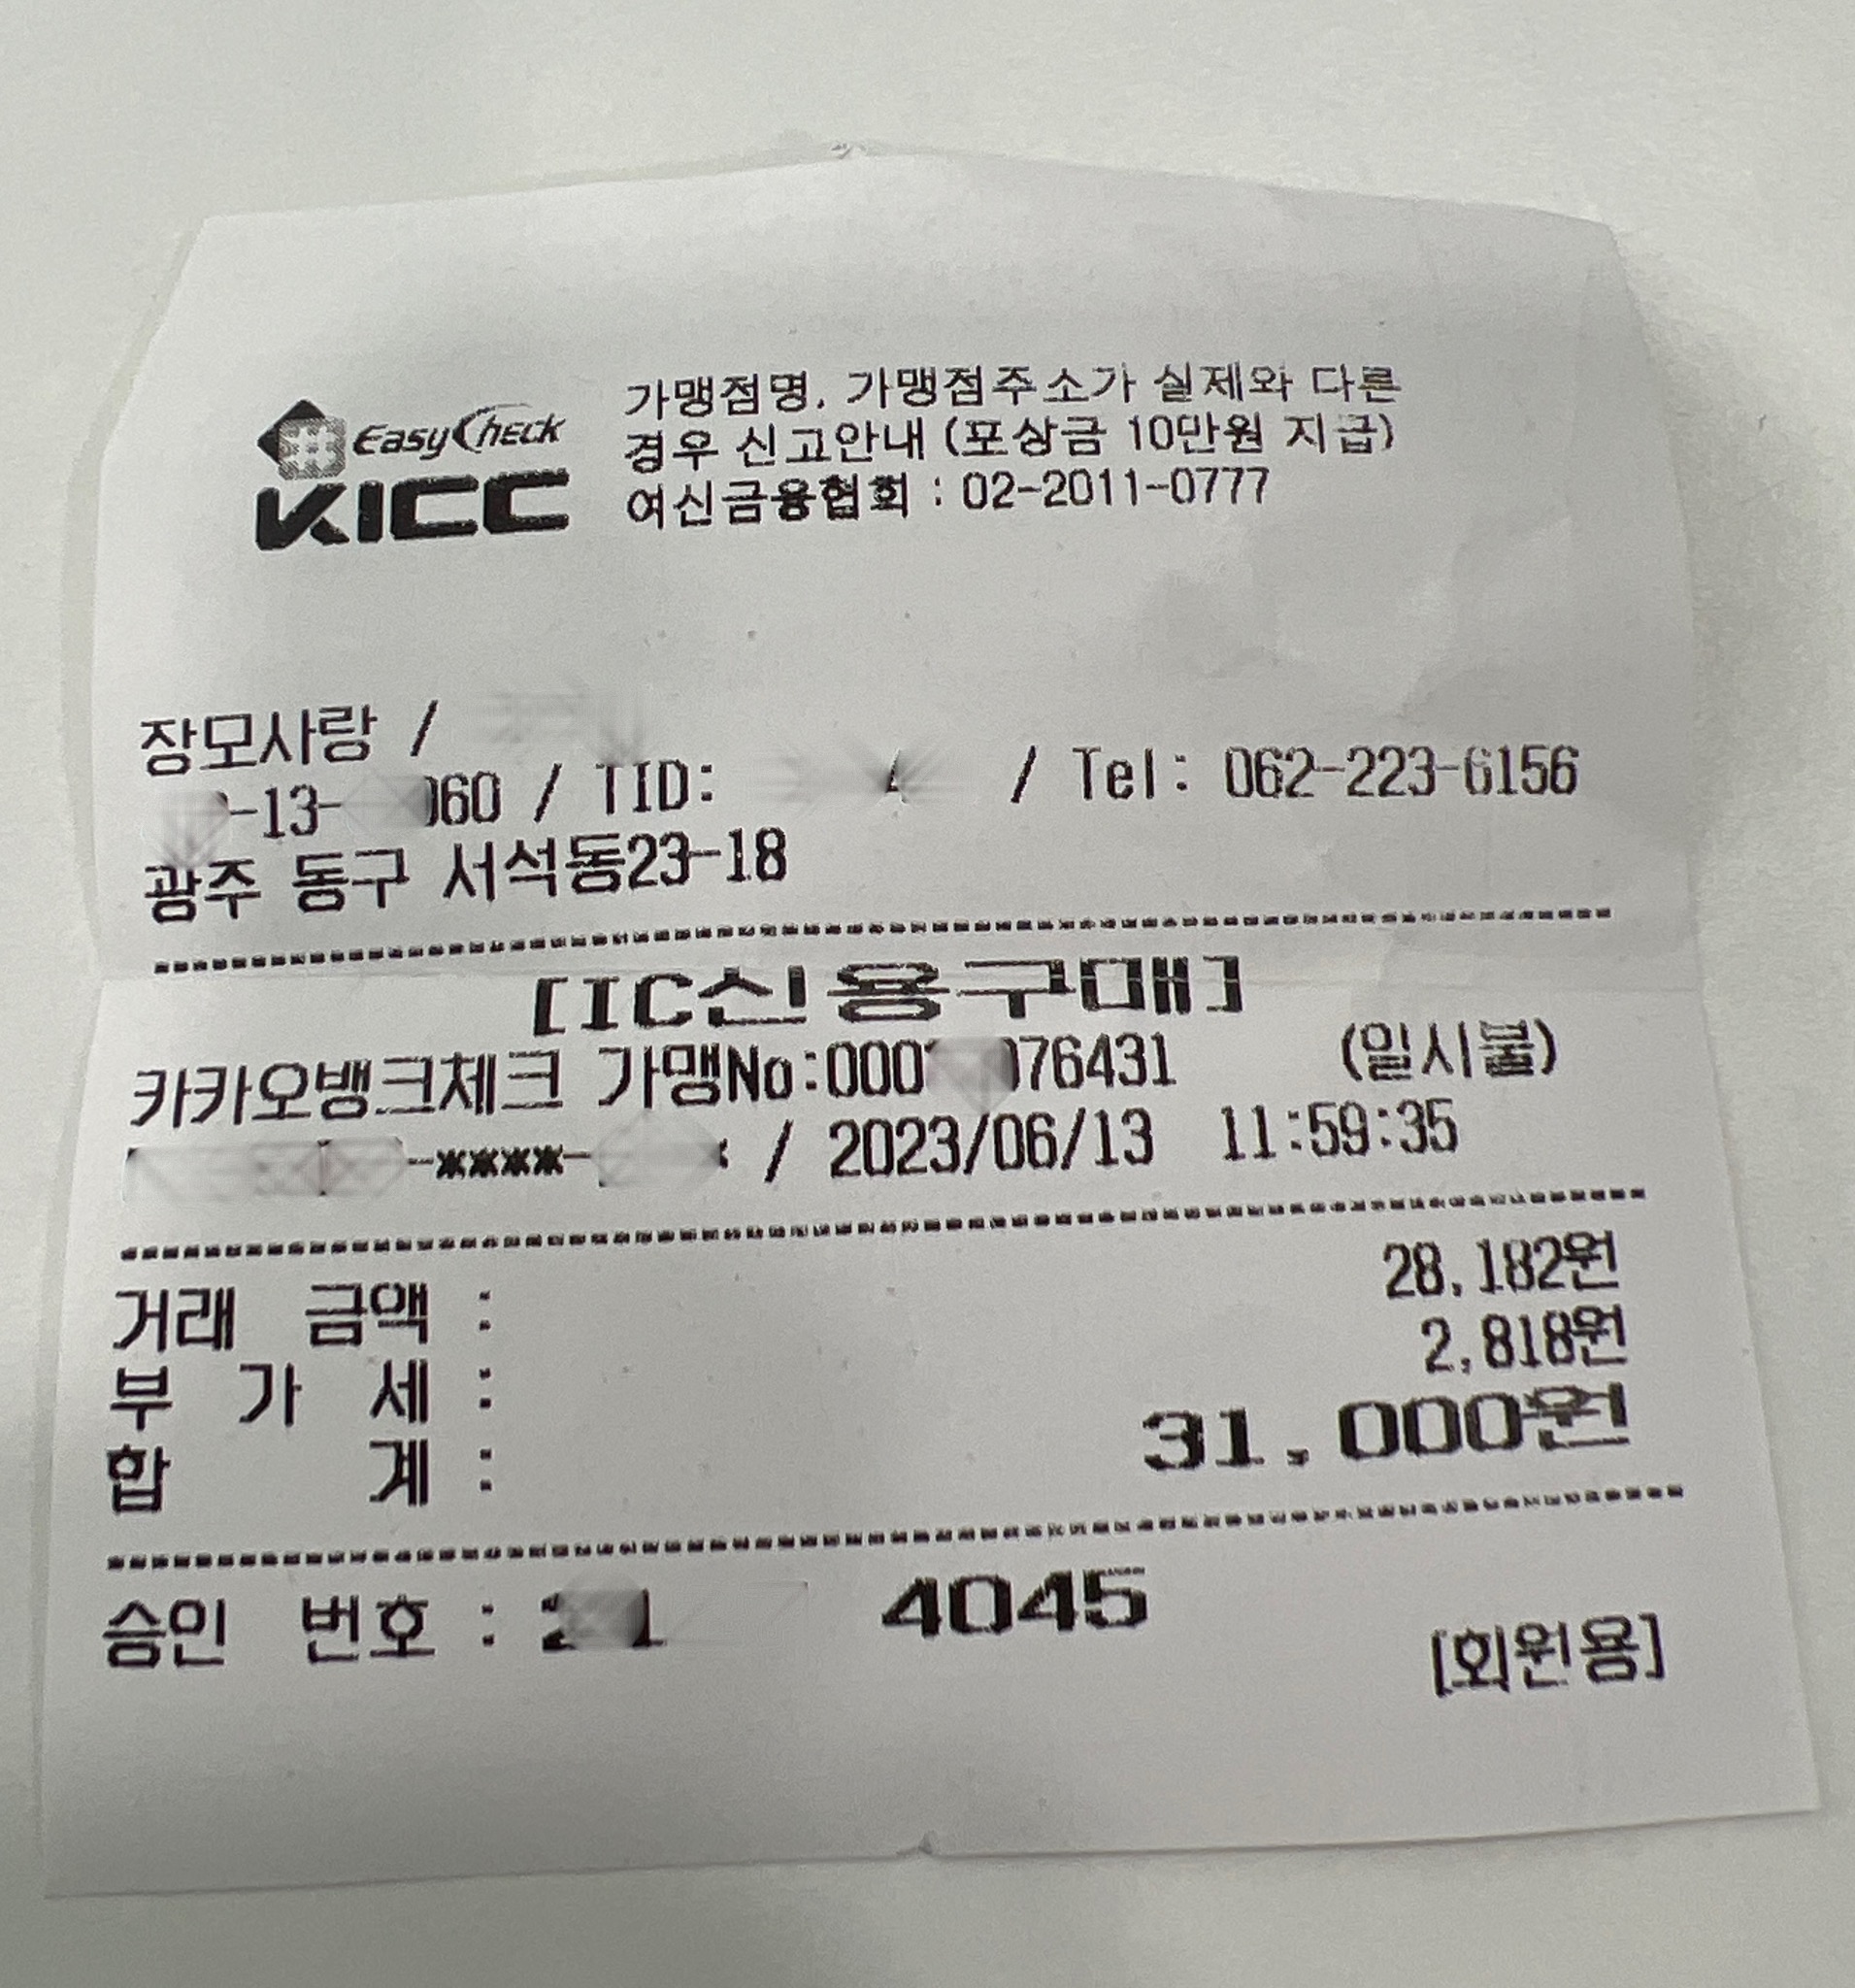 EasyCheck
KICC
가맹점명, 가맹점주소가 실제와 다른
경우 신고안내 (포상금 10만원 지급)
여신금융협회 : 02-2011-0777
장모사랑 /
-13- 060 / TID: / Tel: 062-223-6156
광주 동구 서석동23-18
[IC신용구매]
카카오뱅크체크 가맹No:000 076431 (일시불)
-****- / 2023/06/13 11:59:35
거래 금액 : 28,182원
부 가 세 : 2,818원
합 계 : 31,000원
승인 번호 : 4045
[회원용]